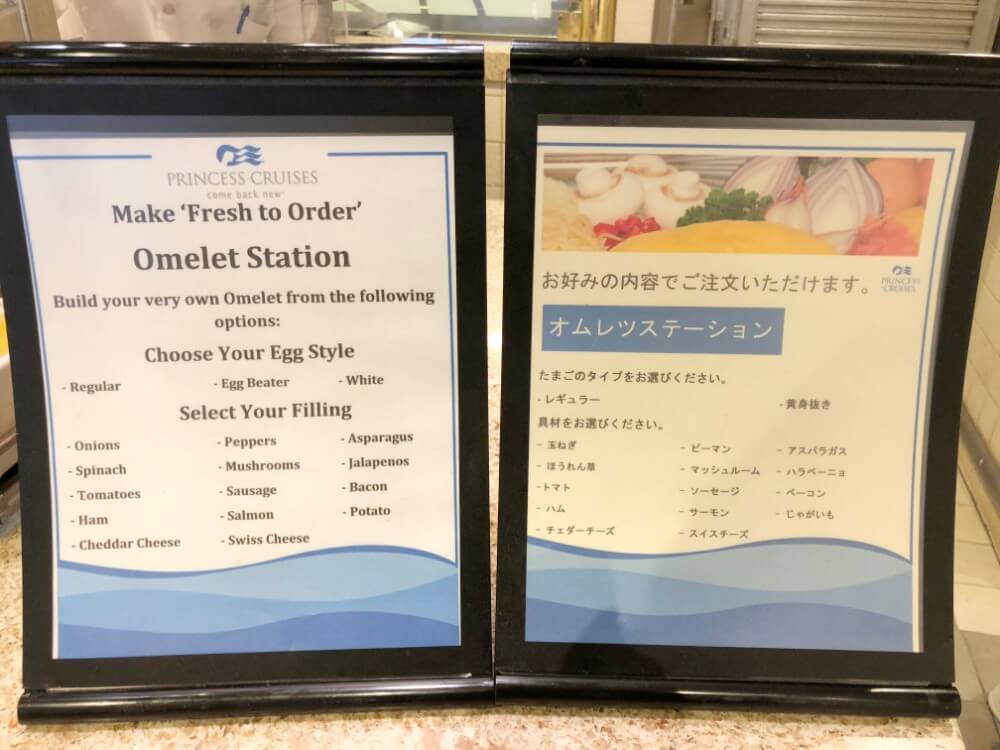 PRINCESS CRUISES
come back new
Make ‘Fresh to Order’
Omelet Station
Build your very own Omelet from the following
options:
Choose Your Egg Style
- Regular - Egg Beater - White
Select Your Filling
- Onions - Peppers - Asparagus
- Spinach - Mushrooms - Jalapenos
- Tomatoes - Sausage - Bacon
- Ham - Salmon - Potato
- Cheddar Cheese - Swiss Cheese
お好みの内容でご注文いただけます。
PRINCESS
CRUISES
オムレツステーション
たまごのタイプをお選びください。
- レギュラー - 黄身抜き
具材をお選びください。
- 玉ねぎ - ピーマン - アスパラガス
- ほうれん草 - マッシュルーム - ハラペーニョ
- トマト - ソーセージ - ベーコン
- ハム - サーモン - じゃがいも
- チェダーチーズ - スイスチーズ